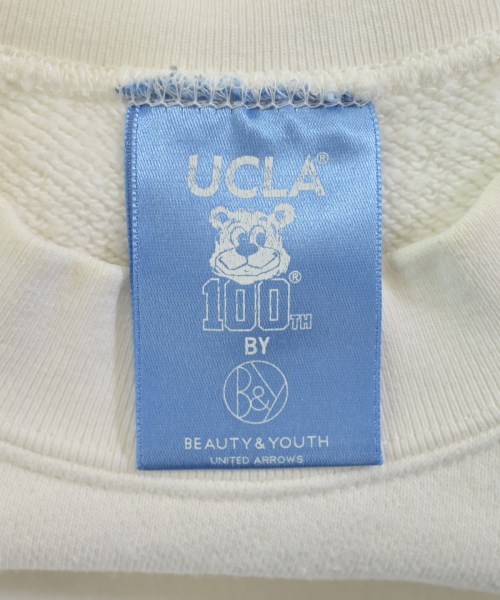 UCLA®
100TH®
BY
B&Y
BEAUTY & YOUTH
UNITED ARROWS